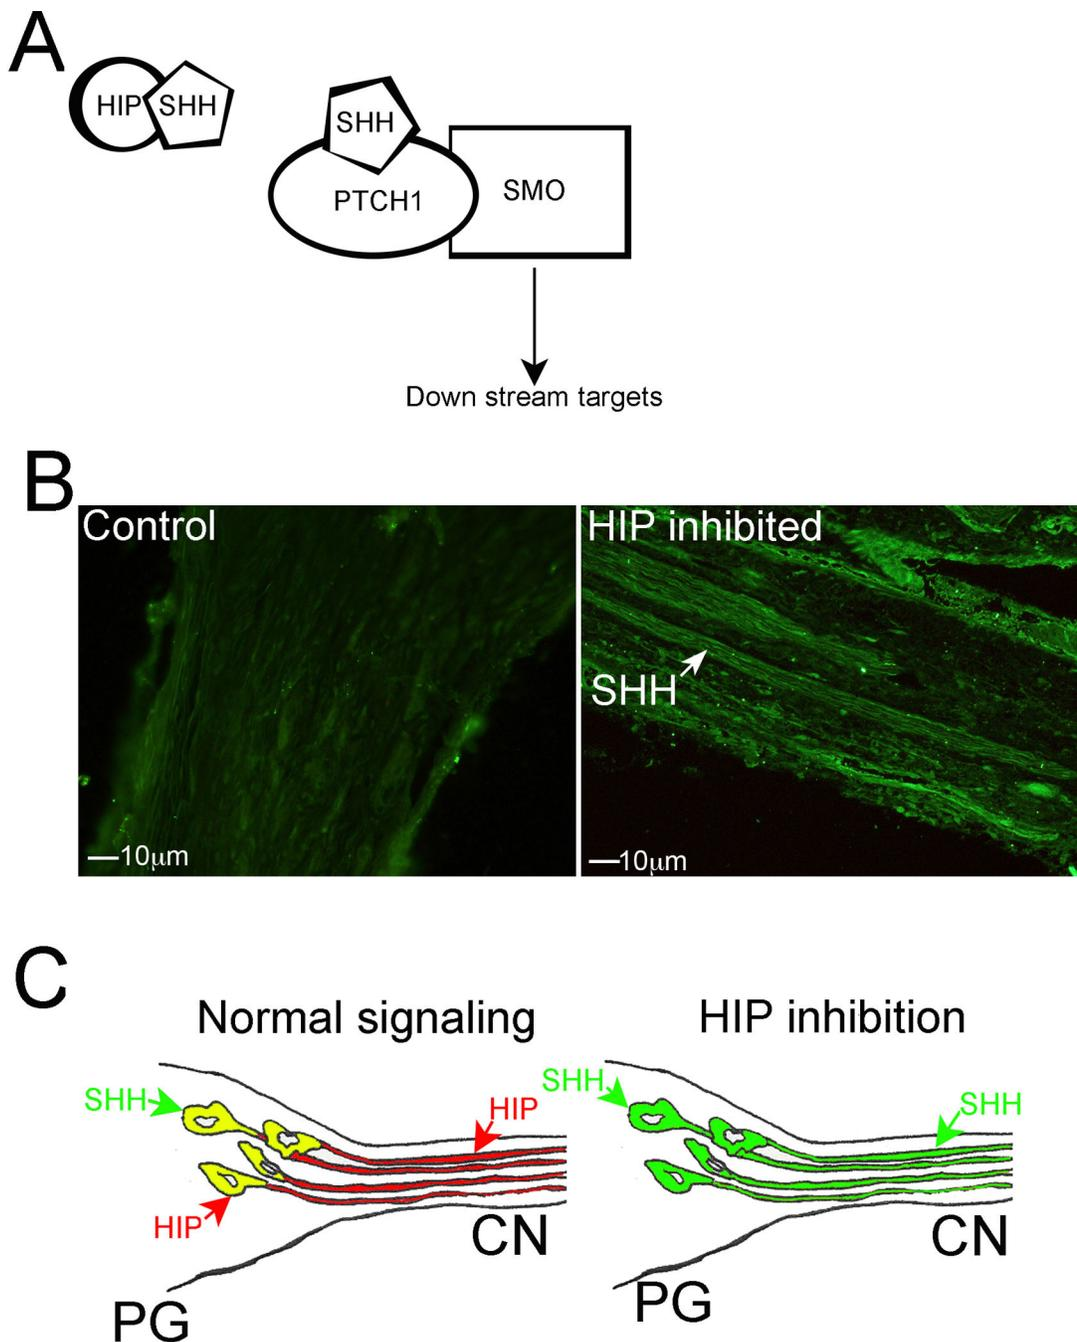 A
HIP SHH
SHH
PTCH1 SMO
Down stream targets
B
Control HIP inhibited
SHH
10μm 10μm
C
Normal signaling HIP inhibition
SHH HIP SHH SHH
HIP
CN CN
PG PG